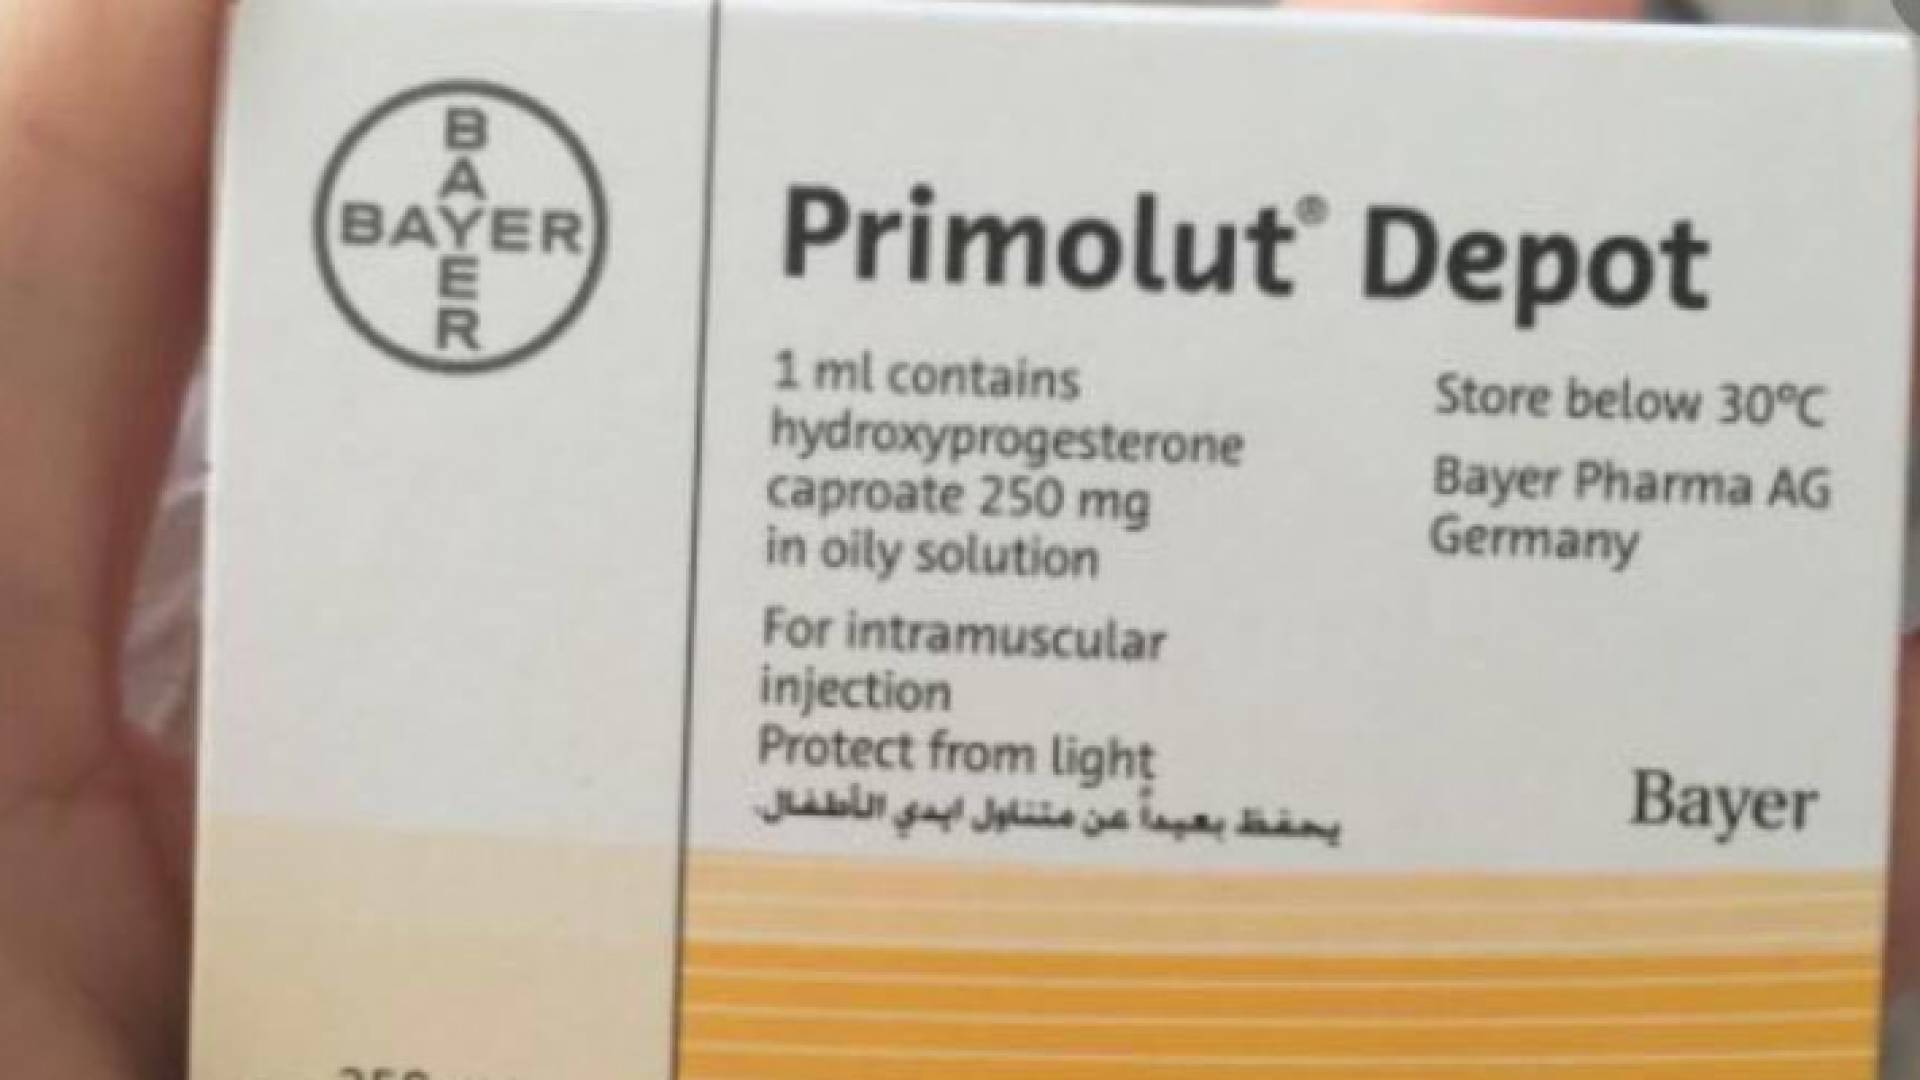 BAYER
BAYER
Primolut® Depot
1 ml contains
hydroxyprogesterone
caproate 250 mg
in oily solution
For intramuscular
injection
Protect from light
يحفظ بعيداً عن متناول ايدي الأطفال
Store below 30°C
Bayer Pharma AG
Germany
Bayer